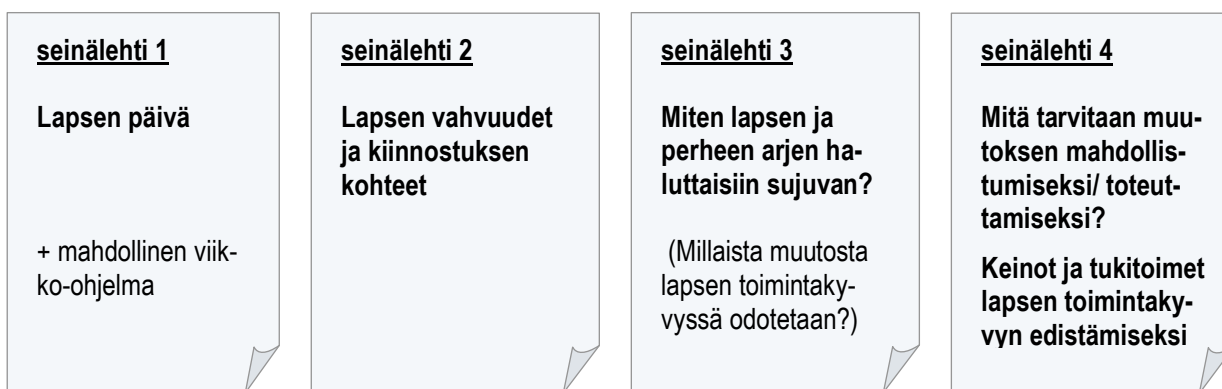 seinälehti 1
Lapsen päivä
+ mahdollinen viik-
ko-ohjelma
seinälehti 2
Lapsen vahvuudet
ja kiinnostuksen
kohteet
seinälehti 3
Miten lapsen ja
perheen arjen ha-
luttaisiin sujuvan?
(Millaista muutosta
lapsen toimintaky-
vyssä odotetaan?)
seinälehti 4
Mitä tarvitaan muu-
toksen mahdollis-
tumiseksi/ toteut-
tamiseksi?
Keinot ja tukitoimet
lapsen toimintaky-
vyn edistämiseksi